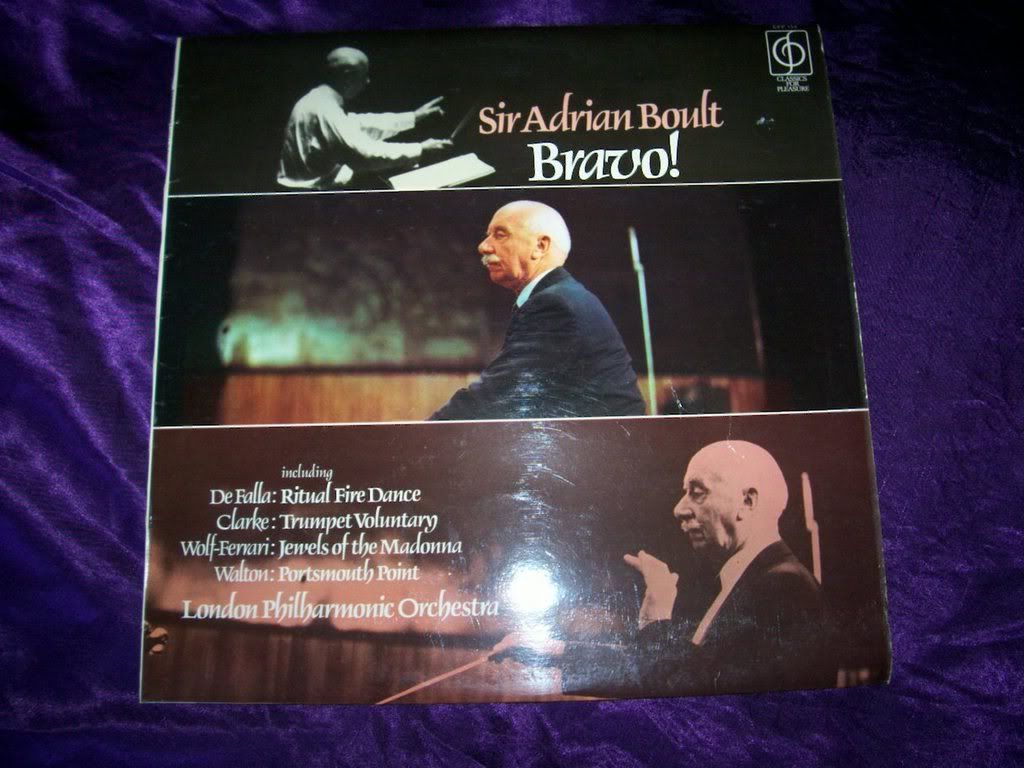 CLASSICS
FOR
PLEASURE
Sir Adrian Boult
Bravo!
including
De Falla: Ritual Fire Dance
Clarke: Trumpet Voluntary
Wolf-Ferrari: Jewels of the Madonna
Walton: Portsmouth Point
London Philharmonic Orchestra